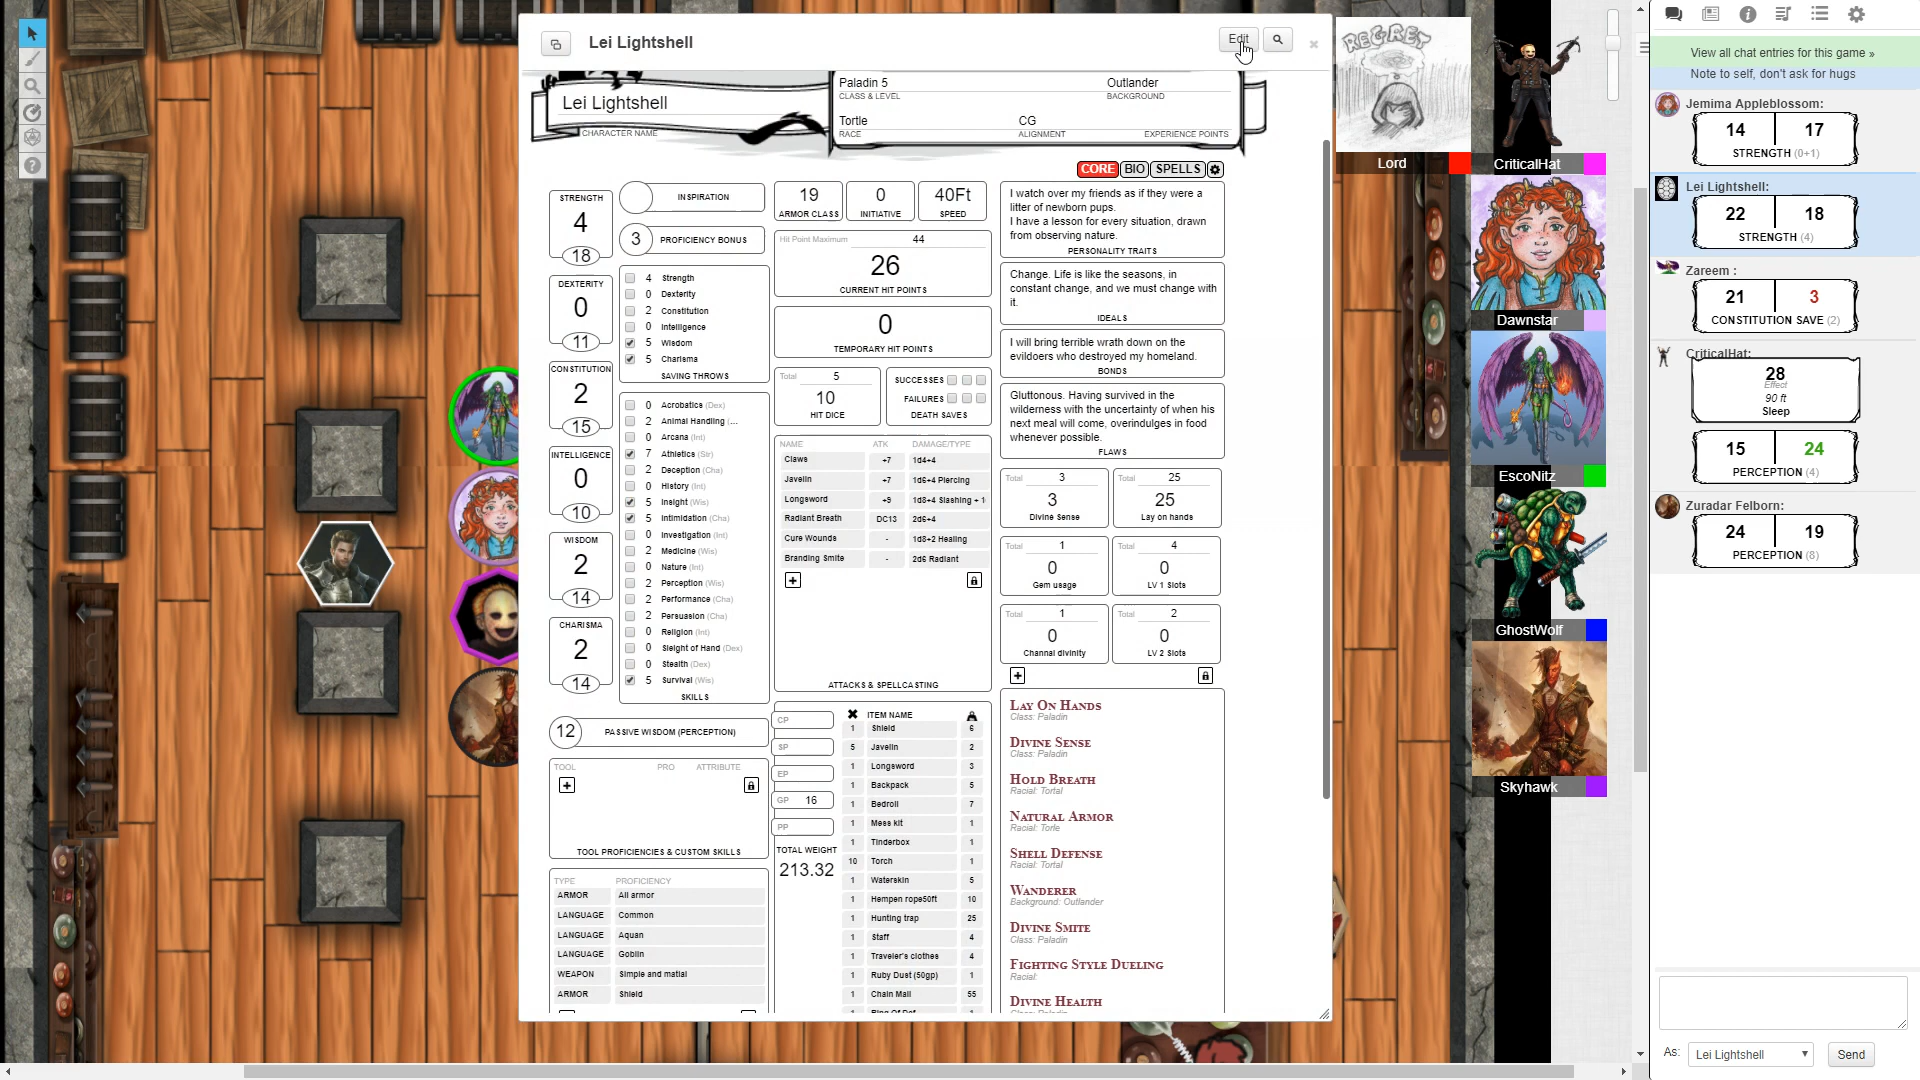 Lei Lightshell
Edit
Paladin 5
Outlander
CLASS & LEVEL
BACKGROUND
Lei Lightshell
CHARACTER NAME
Tortle
CG
RACE
ALIGNMENT
EXPERIENCE POINTS
CORE
BIO
SPELLS
STRENGTH
4
18
DEXTERITY
0
11
CONSTITUTION
2
15
INTELLIGENCE
0
10
WISDOM
2
14
CHARISMA
2
14
INSPIRATION
3
PROFICIENCY BONUS
4 Strength
0 Dexterity
2 Constitution
0 Intelligence
5 Wisdom
5 Charisma
SAVING THROWS
0 Acrobatics (Dex)
2 Animal Handling (...
0 Arcana (Int)
7 Athletics (Str)
2 Deception (Cha)
0 History (Int)
5 Insight (Wis)
5 Intimidation (Cha)
0 Investigation (Int)
2 Medicine (Wis)
0 Nature (Int)
2 Perception (Wis)
2 Performance (Cha)
2 Persuasion (Cha)
0 Religion (Int)
0 Sleight of Hand (Dex)
0 Stealth (Dex)
5 Survival (Wis)
SKILLS
12
PASSIVE WISDOM (PERCEPTION)
TOOL PRO ATTRIBUTE
TOOL PROFICIENCIES & CUSTOM SKILLS
TYPE PROFICIENCY
ARMOR All armor
LANGUAGE Common
LANGUAGE Aquan
LANGUAGE Goblin
WEAPON Simple and matial
ARMOR Shield
19
ARMOR CLASS
0
INITIATIVE
40Ft
SPEED
Hit Point Maximum 44
26
CURRENT HIT POINTS
0
TEMPORARY HIT POINTS
Total 5
10
HIT DICE
SUCCESSES
FAILURES
DEATH SAVES
NAME ATK DAMAGE/TYPE
Claws +7 1d4+4
Javelin +7 1d6+4 Piercing
Longsword +9 1d8+4 Slashing + 1
Radiant Breath DC13 2d6+4
Cure Wounds - 1d8+2 Healing
Branding Smite - 2d6 Radiant
ATTACKS & SPELLCASTING
CP
SP
EP
GP 16
PP
TOTAL WEIGHT
213.32
ITEM NAME
1 Shield 6
5 Javelin 2
1 Longsword 3
1 Backpack 5
1 Bedroll 7
1 Mess kit 1
1 Tinderbox 1
10 Torch 1
1 Waterskin 5
1 Hempen rope50ft 10
1 Hunting trap 25
1 Staff 4
1 Traveler's clothes 4
1 Ruby Dust (50gp) 1
1 Chain Mail 55
I watch over my friends as if they were a
litter of newborn pups.
I have a lesson for every situation, drawn
from observing nature.
PERSONALITY TRAITS
Change. Life is like the seasons, in
constant change, and we must change with
it.
IDEALS
I will bring terrible wrath down on the
evildoers who destroyed my homeland.
BONDS
Gluttonous. Having survived in the
wilderness with the uncertainty of when his
next meal will come, overindulges in food
whenever possible.
FLAWS
Total 3
3
Divine Sense
Total 25
25
Lay on hands
Total 1
0
Gem usage
Total 4
0
LV 1 Slots
Total 1
0
Channal divinity
Total 2
0
LV 2 Slots
LAY ON HANDS
Class: Paladin
DIVINE SENSE
Class: Paladin
HOLD BREATH
Racial: Tortal
NATURAL ARMOR
Racial: Torle
SHELL DEFENSE
Racial: Tortal
WANDERER
Background: Outlander
DIVINE SMITE
Class: Paladin
FIGHTING STYLE DUELING
Racial:
DIVINE HEALTH
REGRET
Lord
CriticalHat
Dawnstar
EscoNitz
GhostWolf
Skyhawk
View all chat entries for this game »
Note to self, don't ask for hugs
Jemima Appleblossom:
14 17
STRENGTH (0+1)
Lei Lightshell:
22 18
STRENGTH (4)
Zareem :
21 3
CONSTITUTION SAVE (2)
CriticalHat:
28
Effect
90 ft
Sleep
15 24
PERCEPTION (4)
Zuradar Felborn:
24 19
PERCEPTION (8)
As: Lei Lightshell
Send